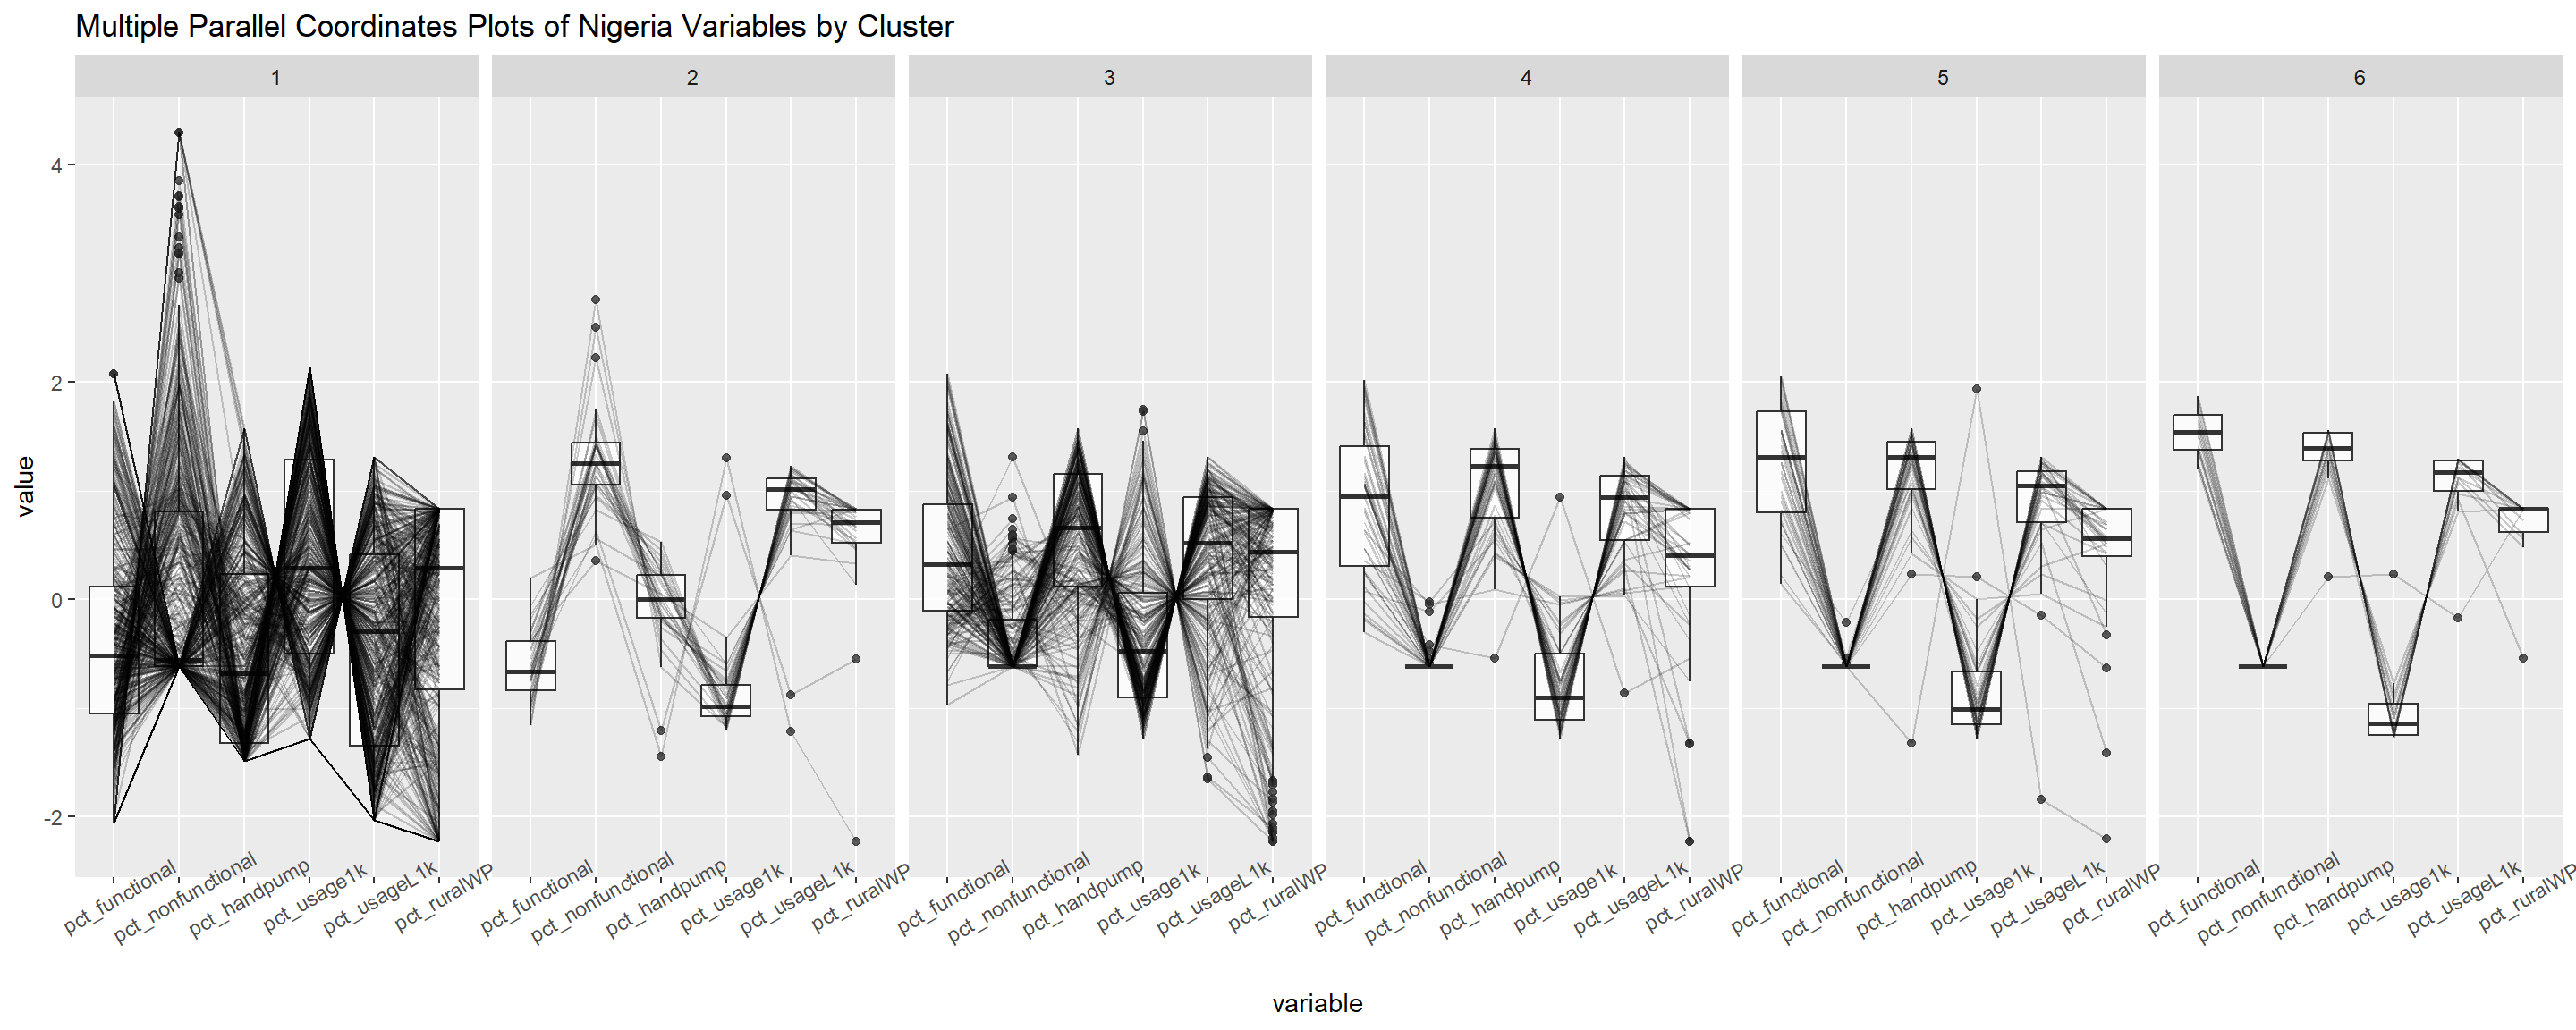 Multiple Parallel Coordinates Plots of Nigeria Variables by Cluster
1 2 3 4 5 6
value
4
2
0
-2
pct_functional pct_nonfunctional pct_handpump pct_usage1k pct_usageL1k pct_ruralWP
pct_functional pct_nonfunctional pct_handpump pct_usage1k pct_usageL1k pct_ruralWP
pct_functional pct_nonfunctional pct_handpump pct_usage1k pct_usageL1k pct_ruralWP
pct_functional pct_nonfunctional pct_handpump pct_usage1k pct_usageL1k pct_ruralWP
pct_functional pct_nonfunctional pct_handpump pct_usage1k pct_usageL1k pct_ruralWP
pct_functional pct_nonfunctional pct_handpump pct_usage1k pct_usageL1k pct_ruralWP
variable